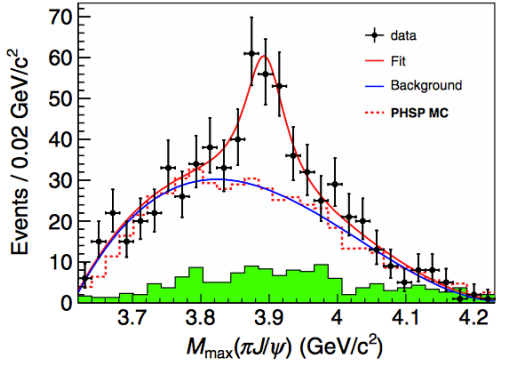 70
60
50
40
30
20
10
0
Events / 0.02 GeV/c²
data
Fit
Background
PHSP MC
3.7 3.8 3.9 4 4.1 4.2
M_max(πJ/ψ) (GeV/c²)